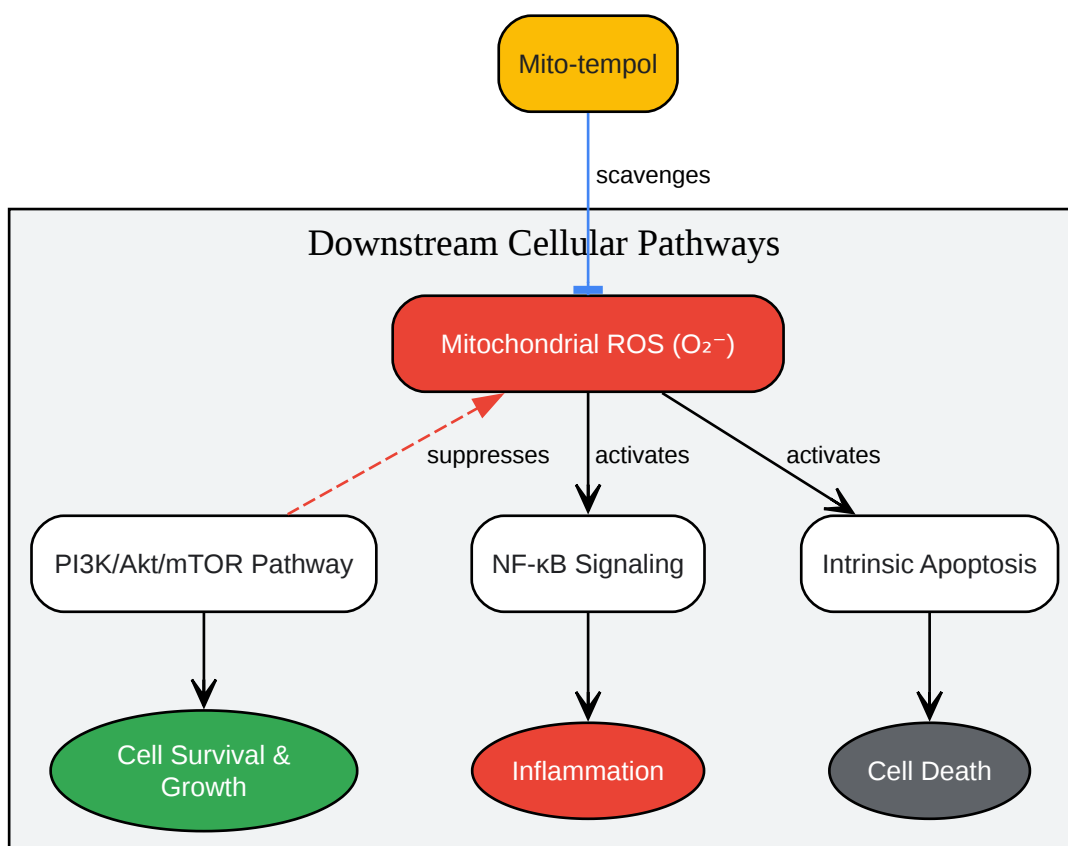 Mito-tempol
scavenges
Downstream Cellular Pathways
Mitochondrial ROS (O₂⁻)
suppresses
activates
activates
PI3K/Akt/mTOR Pathway
NF-κB Signaling
Intrinsic Apoptosis
Cell Survival &
Growth
Inflammation
Cell Death